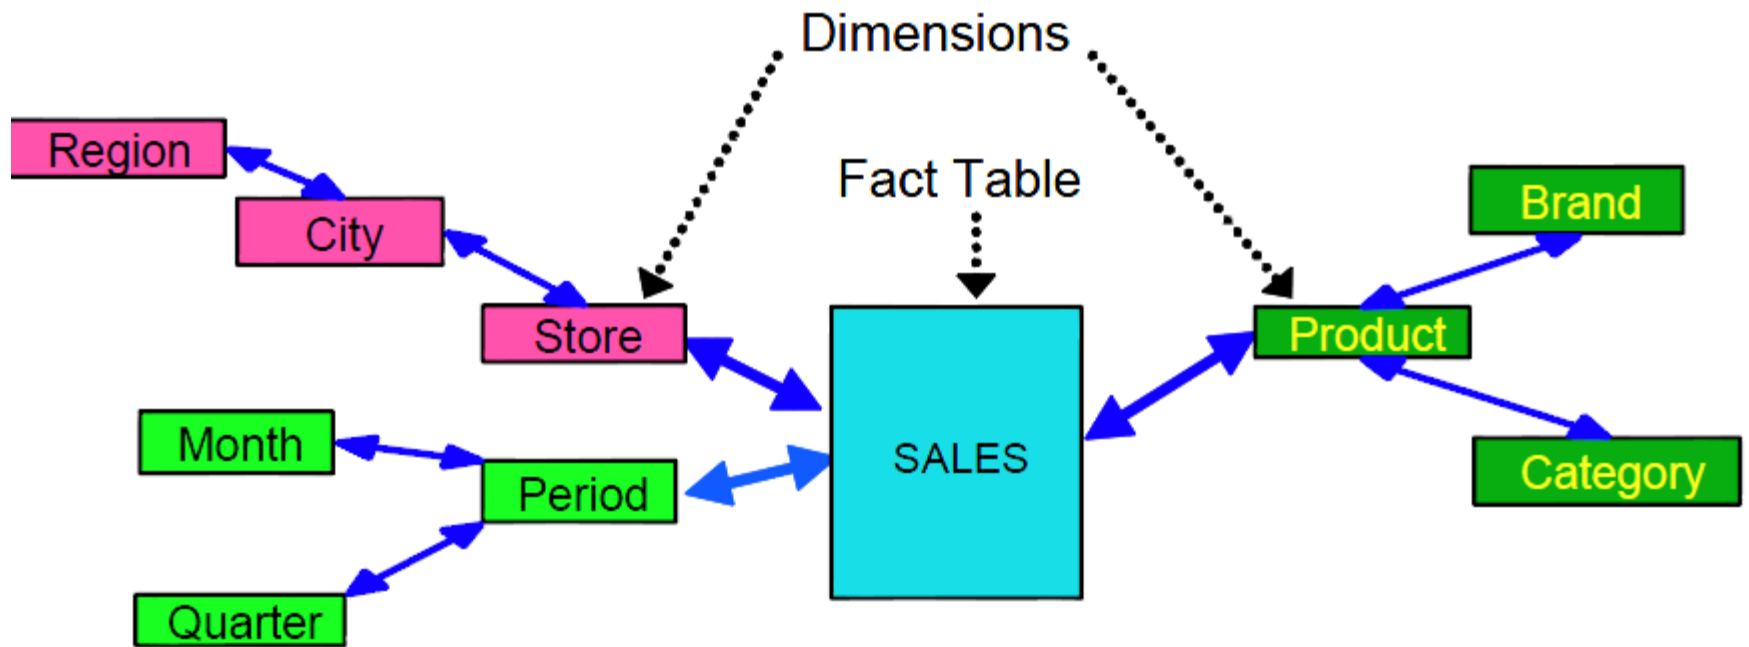 Dimensions
Fact Table
Region
City
Store
Month
Period
Quarter
SALES
Brand
Product
Category